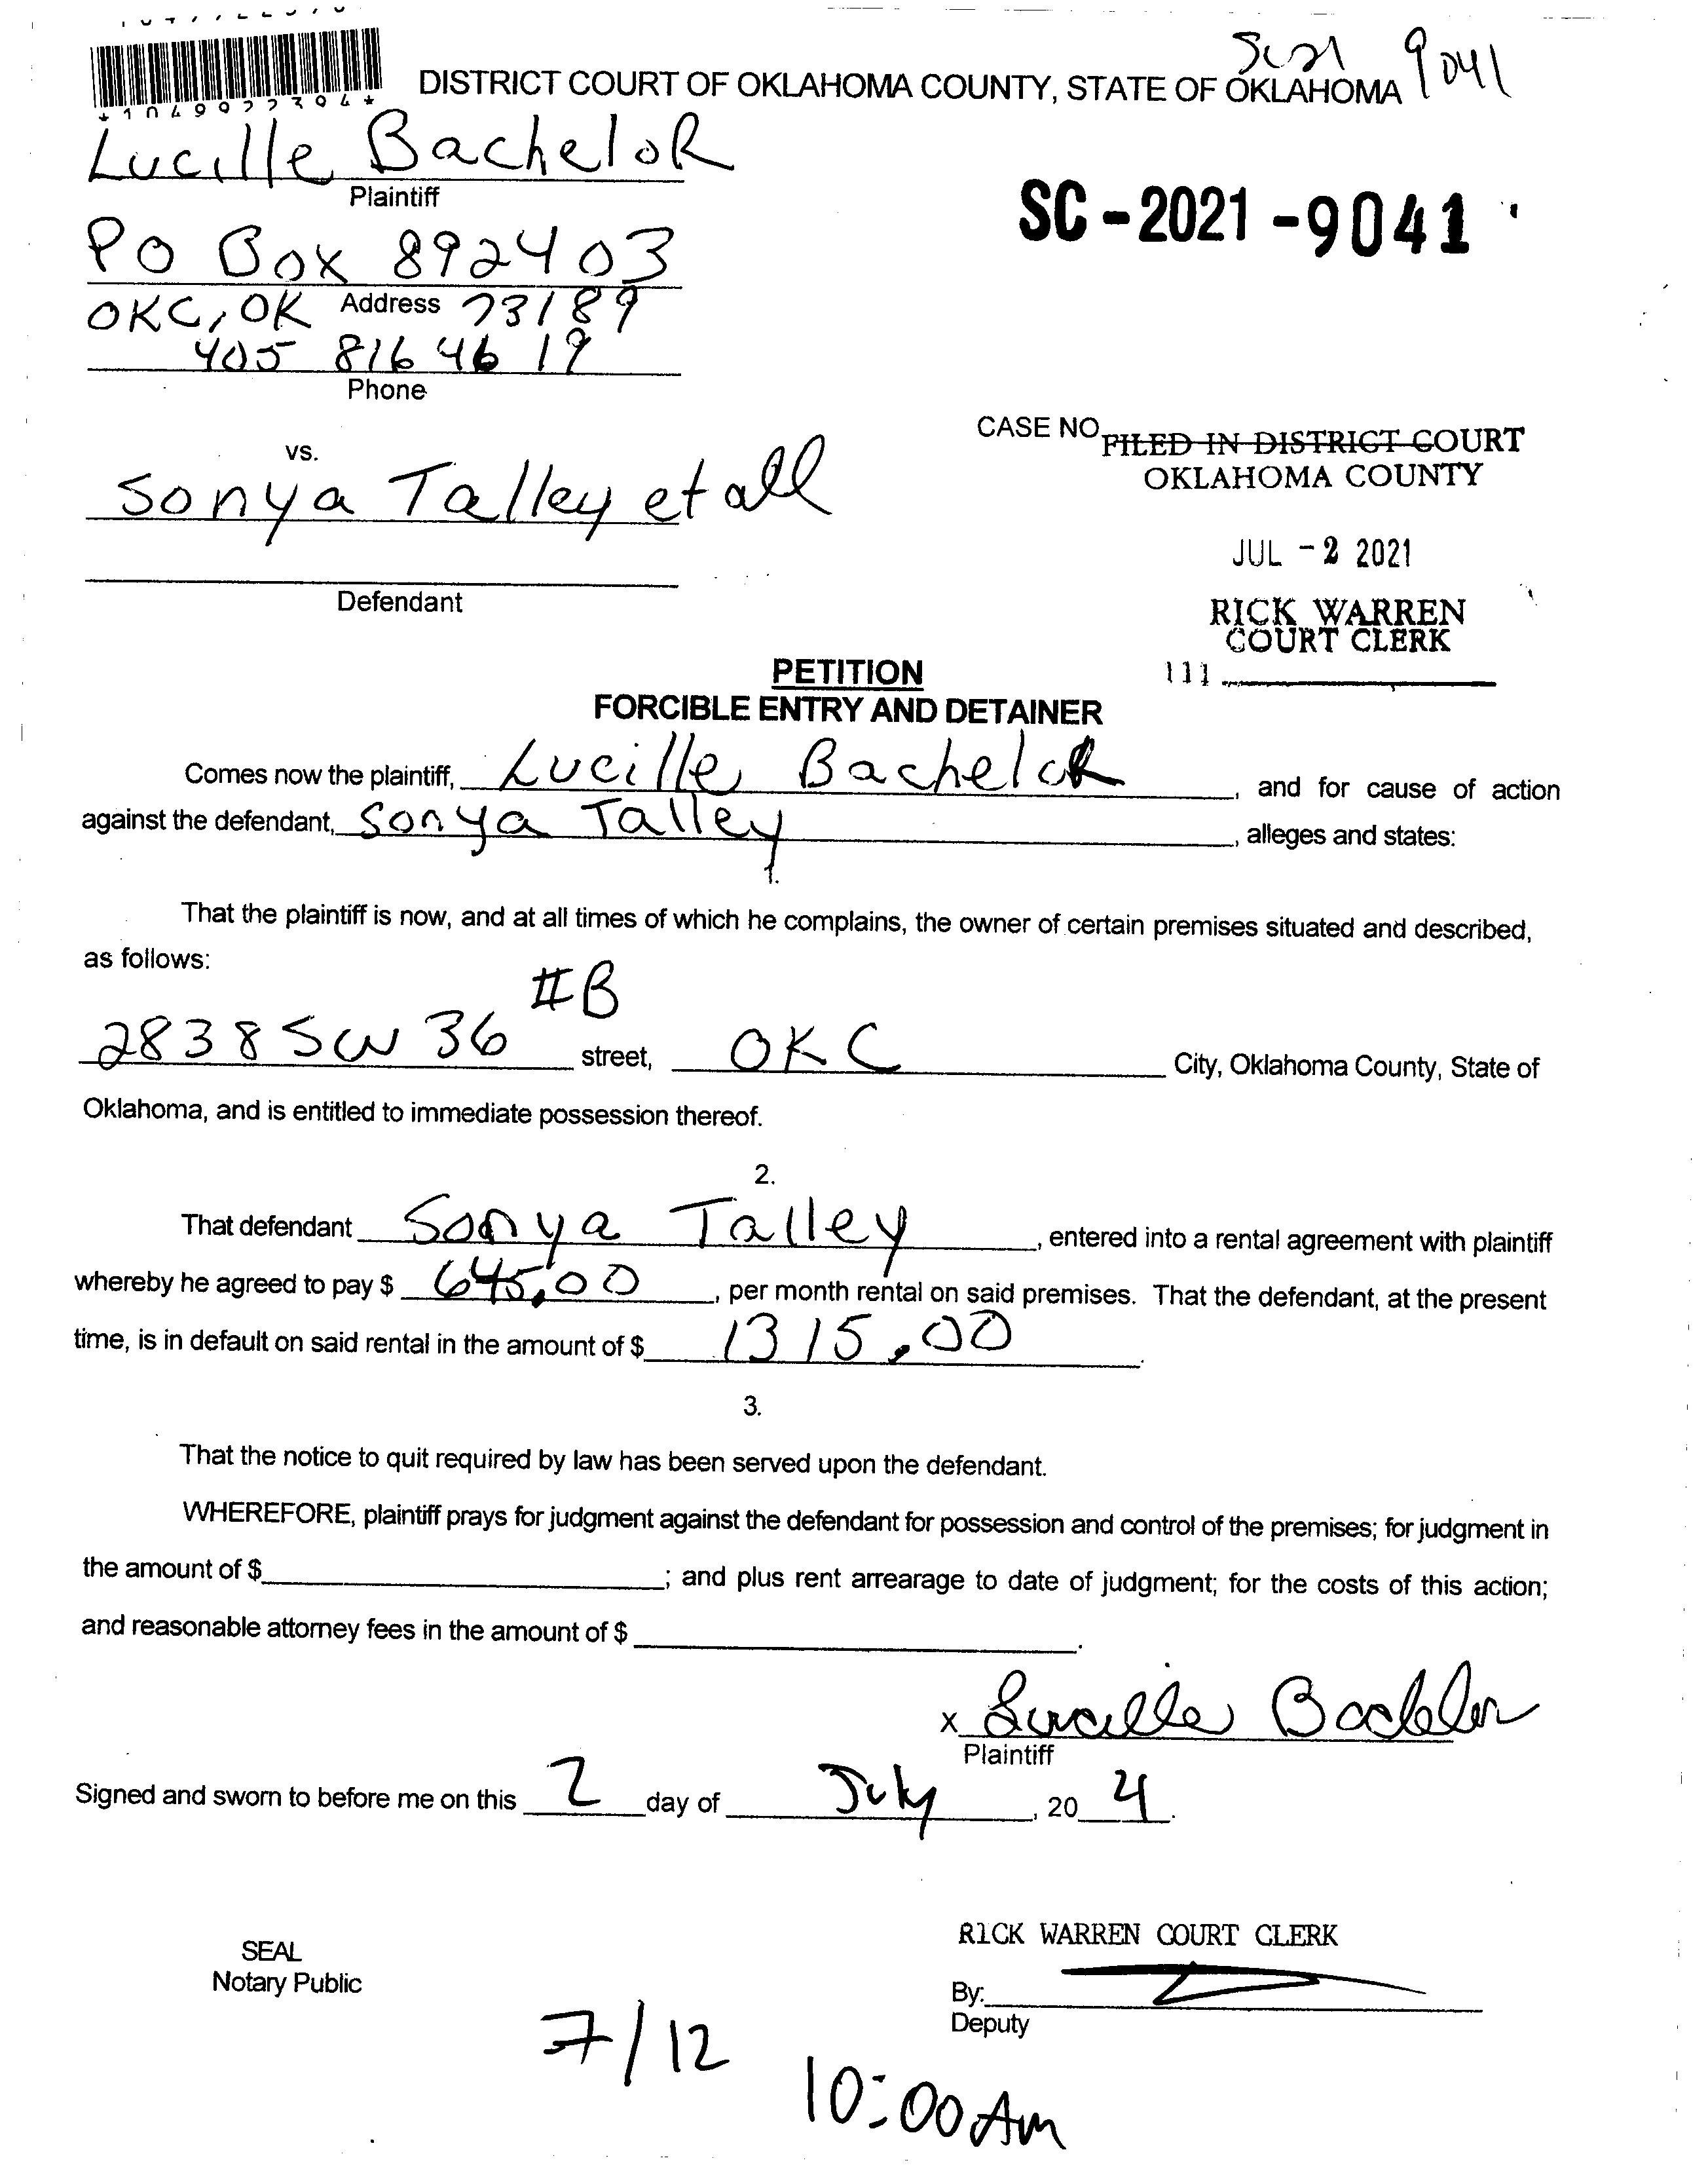 *1049922394*
SC21 9041
DISTRICT COURT OF OKLAHOMA COUNTY, STATE OF OKLAHOMA
Lucille Bachelor
Plaintiff
SC-2021-9041
PO Box 892403
Address
OKC, OK 73189
405 816 46 19
Phone
CASE NO
FILED IN DISTRICT COURT
OKLAHOMA COUNTY
vs.
Sonya Talley et all
JUL -2 2021
Defendant
RICK WARREN
COURT CLERK
111
PETITION
FORCIBLE ENTRY AND DETAINER
Comes now the plaintiff, Lucille Bachelor, and for cause of action
against the defendant, Sonya Talley, alleges and states:
1.
That the plaintiff is now, and at all times of which he complains, the owner of certain premises situated and described,
as follows:
#B
2838 SW 36 street, OKC City, Oklahoma County, State of
Oklahoma, and is entitled to immediate possession thereof.
2.
That defendant Sonya Talley, entered into a rental agreement with plaintiff
whereby he agreed to pay $ 645.00, per month rental on said premises. That the defendant, at the present
time, is in default on said rental in the amount of $ 1315.00.
3.
That the notice to quit required by law has been served upon the defendant.
WHEREFORE, plaintiff prays for judgment against the defendant for possession and control of the premises; for judgment in
the amount of $ ; and plus rent arrearage to date of judgment; for the costs of this action;
and reasonable attorney fees in the amount of $ .
x Lucille Bachelor
Plaintiff
Signed and sworn to before me on this 2 day of July, 20 21.
RICK WARREN COURT CLERK
SEAL
Notary Public
By:
Deputy
7/12
10:00 Am